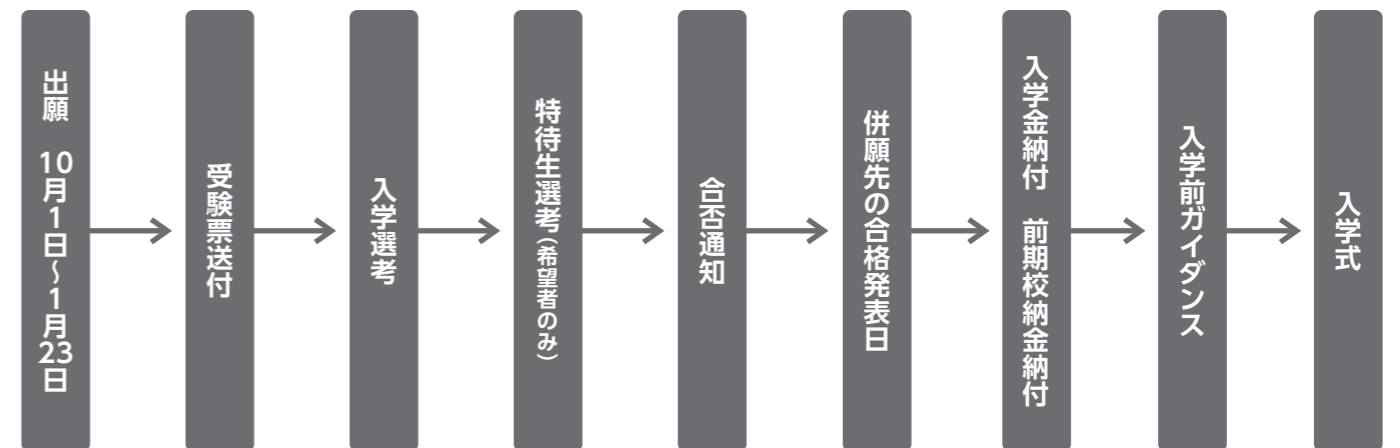 出願　10月1日～1月23日
受験票送付
入学選考
特待生選考（希望者のみ）
合否通知
併願先の合格発表日
入学金納付　前期校納金納付
入学前ガイダンス
入学式